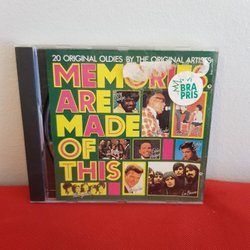 20 ORIGINAL OLDIES BY THE ORIGINAL ARTISTS
MEMORIES
ARE
MADE
OF
THIS
BRA
PRIS